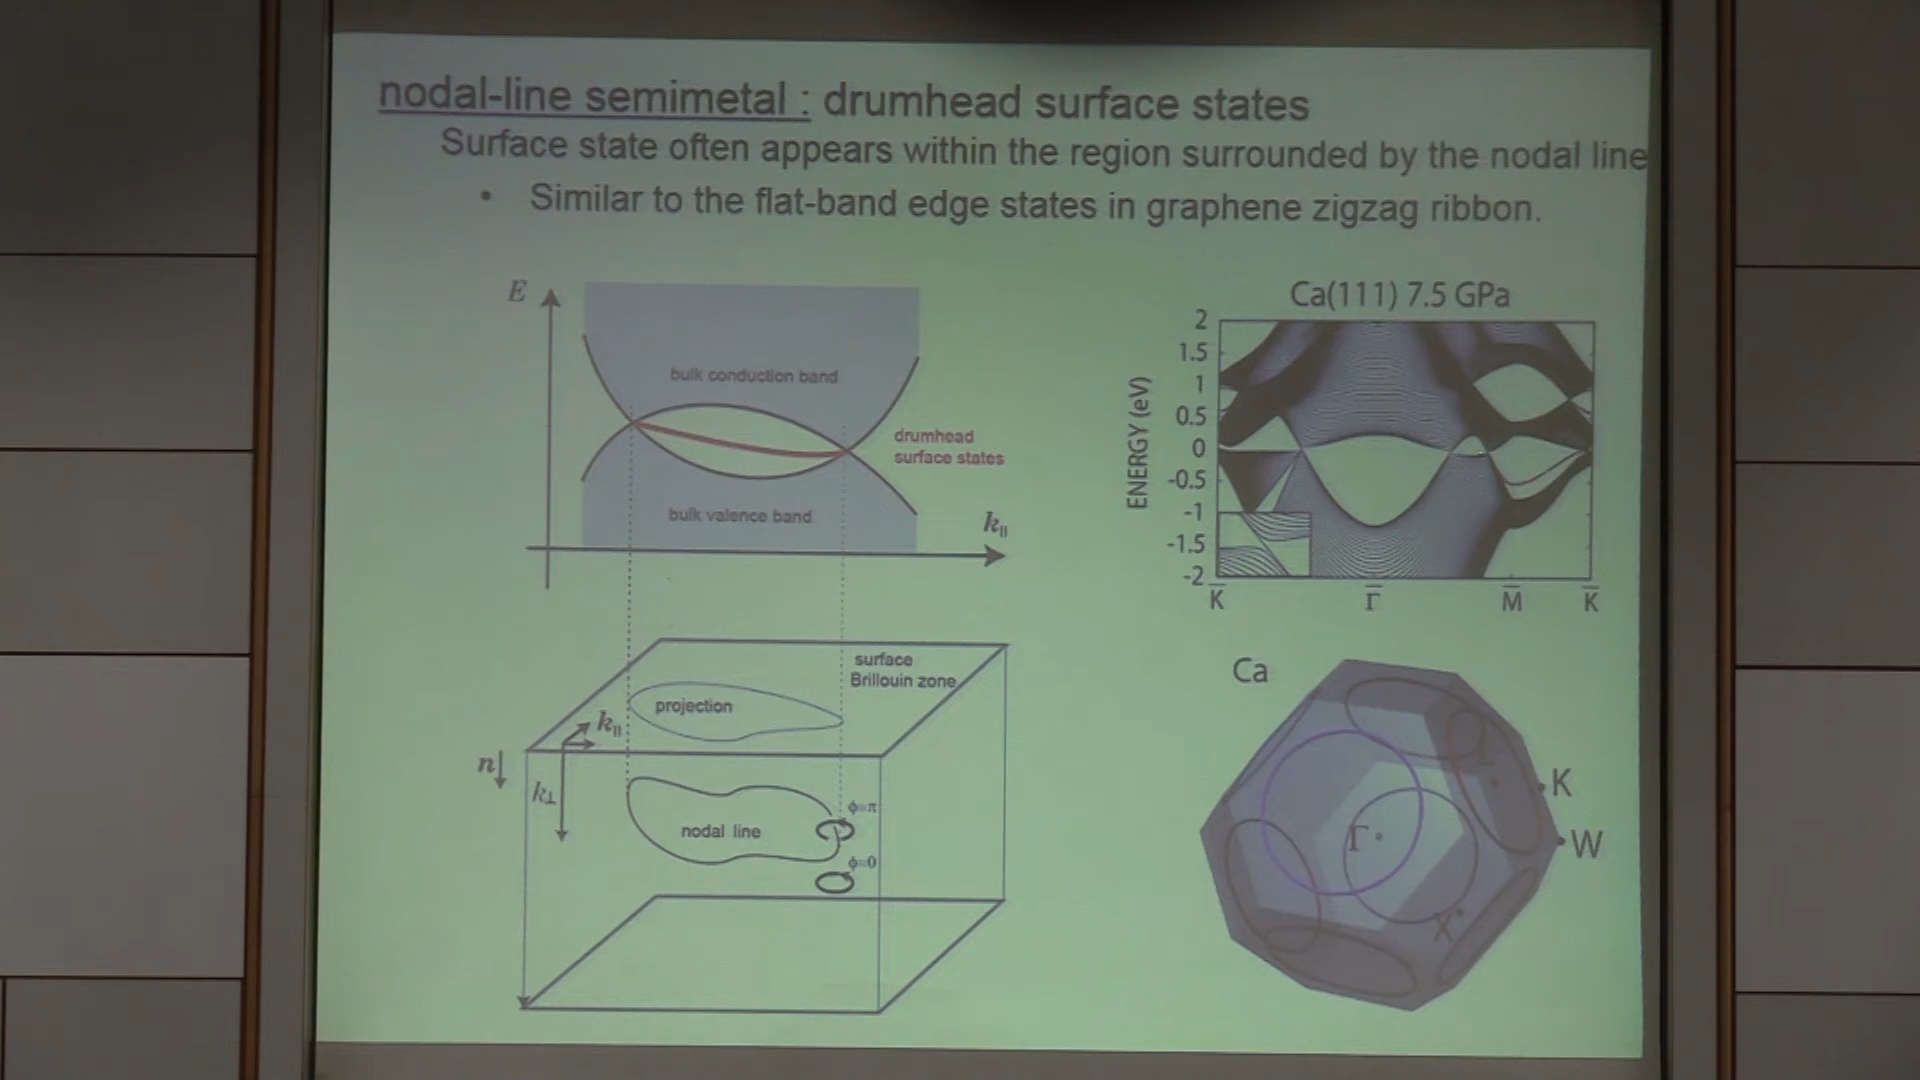 nodal-line semimetal : drumhead surface states
Surface state often appears within the region surrounded by the nodal line
• Similar to the flat-band edge states in graphene zigzag ribbon.
E
bulk conduction band
drumhead
surface states
bulk valence band
k||
surface
Brillouin zone
projection
k||
n
k⊥
nodal line
ϕ=π
ϕ=0
Ca(111) 7.5 GPa
ENERGY (eV)
2
1.5
1
0.5
0
-0.5
-1
-1.5
-2
K̅ Γ̅ M̅ K̅
Ca
L
K
Γ
W
X